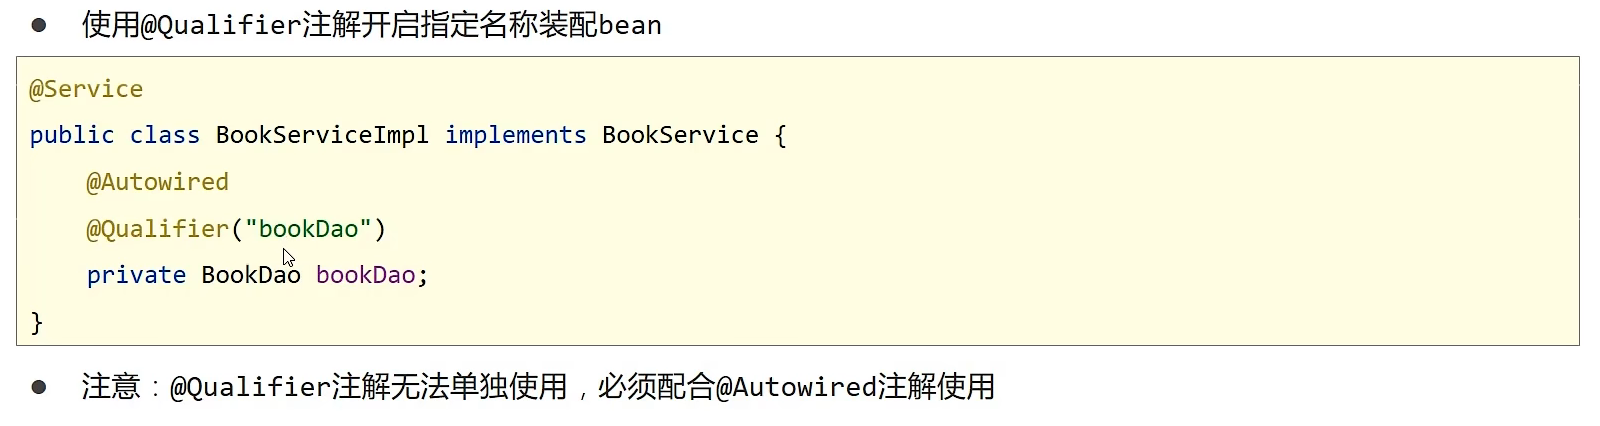 ● 使用@Qualifier注解开启指定名称装配bean
@Service
public class BookServiceImpl implements BookService {
    @Autowired
    @Qualifier("bookDao")
    private BookDao bookDao;
}
● 注意：@Qualifier注解无法单独使用，必须配合@Autowired注解使用